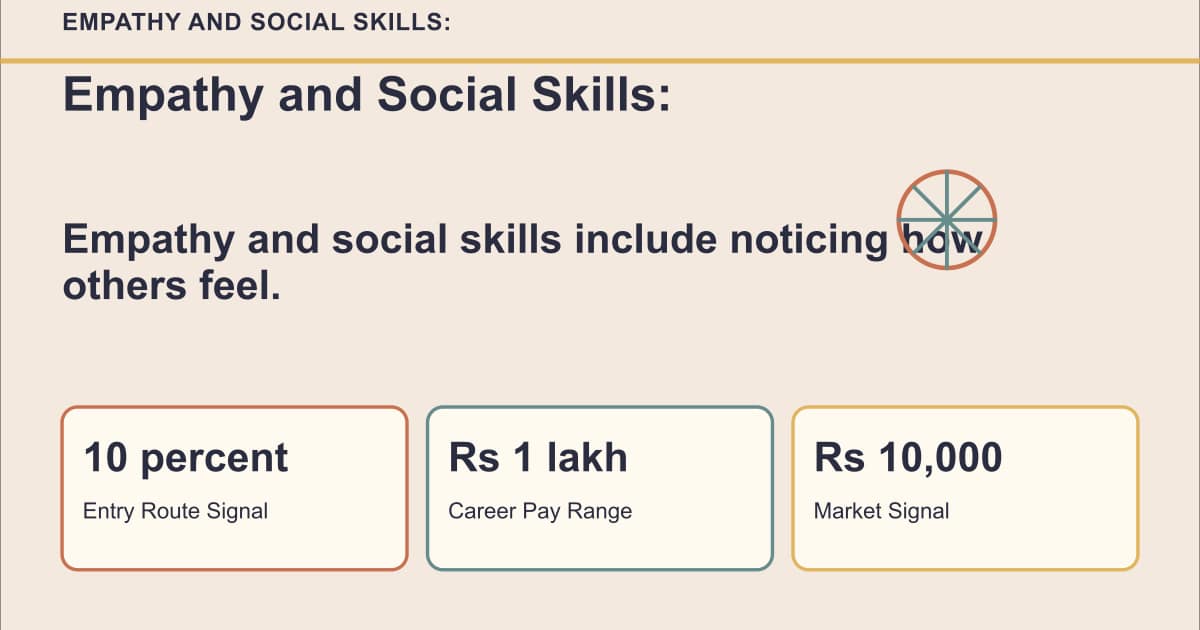 EMPATHY AND SOCIAL SKILLS:
Empathy and Social Skills:
Empathy and social skills include noticing how
others feel.
10 percent
Entry Route Signal
Rs 1 lakh
Career Pay Range
Rs 10,000
Market Signal